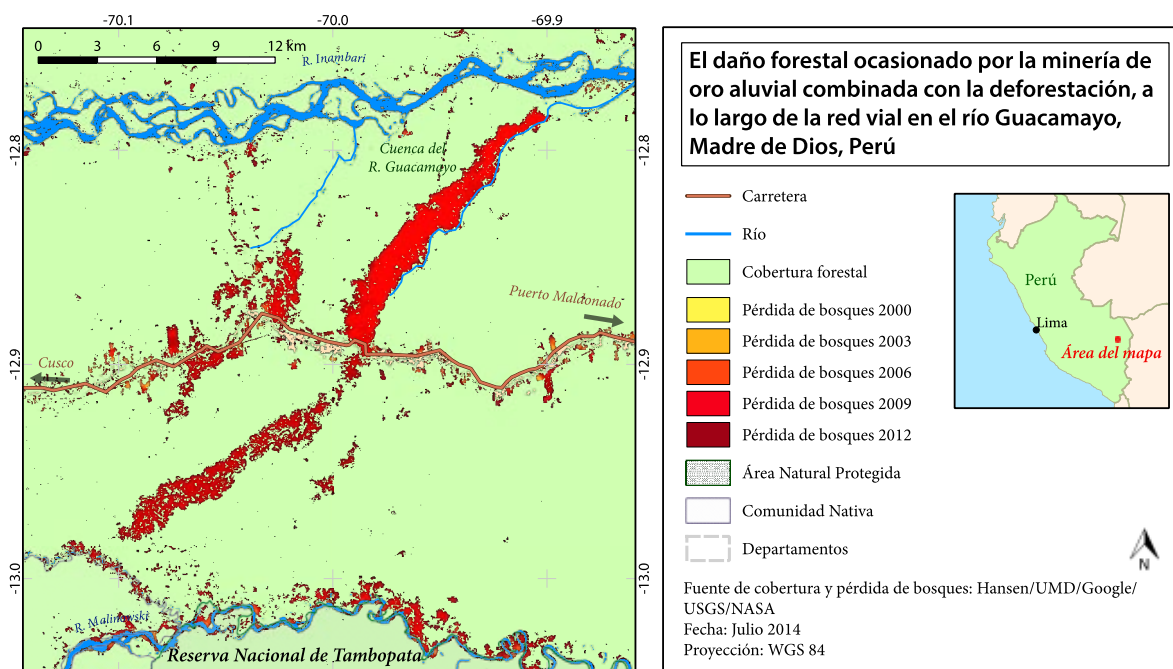 -70.1
-70.0
-69.9
0
3
6
9
12 km
R. Inambari
-12.8
-12.8
Cuenca del
R. Guacamayo
Puerto Maldonado
-12.9
-12.9
Cusco
-13.0
-13.0
R. Malinowski
Reserva Nacional de Tambopata
El daño forestal ocasionado por la minería de
oro aluvial combinada con la deforestación, a
lo largo de la red vial en el río Guacamayo,
Madre de Dios, Perú
Carretera
Río
Cobertura forestal
Pérdida de bosques 2000
Pérdida de bosques 2003
Pérdida de bosques 2006
Pérdida de bosques 2009
Pérdida de bosques 2012
Área Natural Protegida
Comunidad Nativa
Departamentos
Perú
Lima
Área del mapa
N
Fuente de cobertura y pérdida de bosques: Hansen/UMD/Google/
USGS/NASA
Fecha: Julio 2014
Proyección: WGS 84